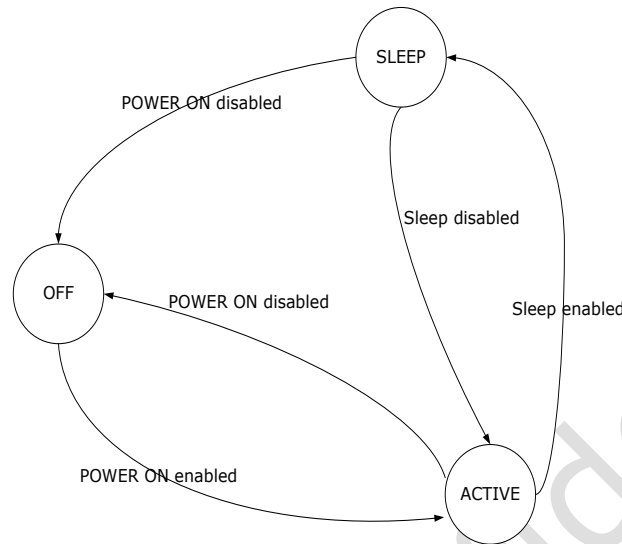 SLEEP
POWER ON disabled
Sleep disabled
OFF
POWER ON disabled
Sleep enabled
POWER ON enabled
ACTIVE